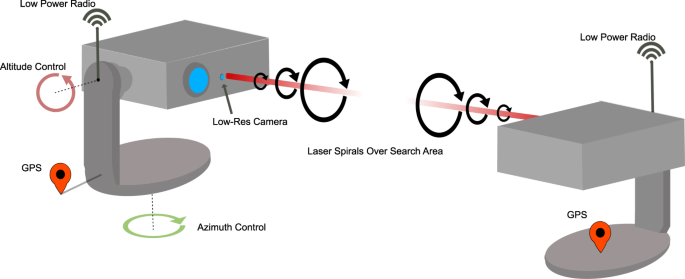 Low Power Radio
Low Power Radio
Altitude Control
Low-Res Camera
Laser Spirals Over Search Area
GPS
GPS
Azimuth Control